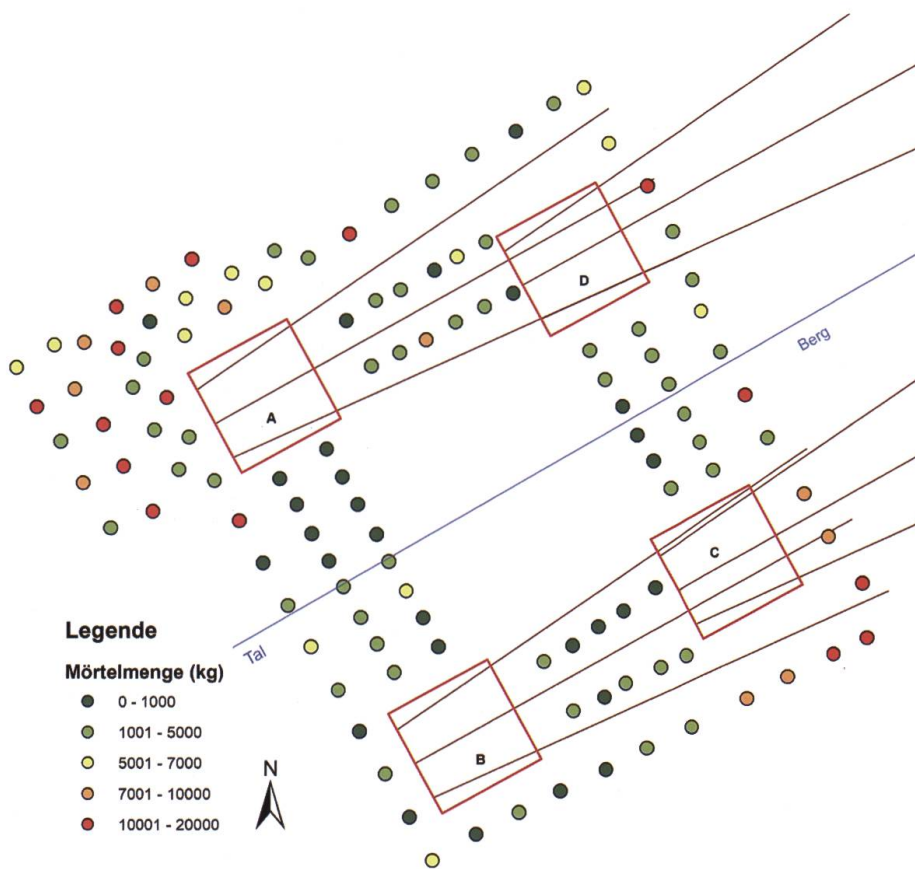 D
Berg
A
C
Legende
Tal
Mörtelmenge (kg)
0 - 1000
1001 - 5000
5001 - 7000
7001 - 10000
10001 - 20000
N
B